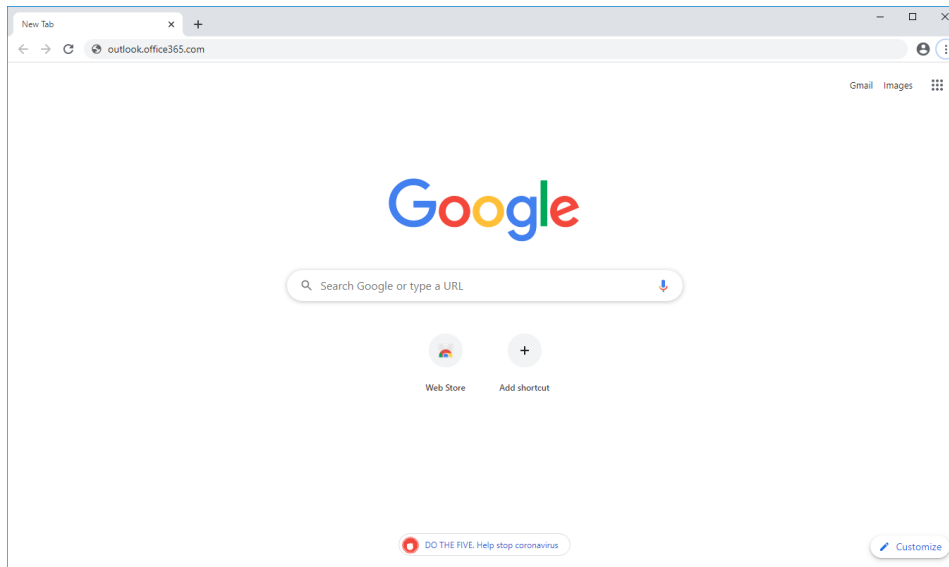 New Tab
outlook.office365.com
Gmail Images
Google
Search Google or type a URL
Web Store Add shortcut
DO THE FIVE. Help stop coronavirus
Customize